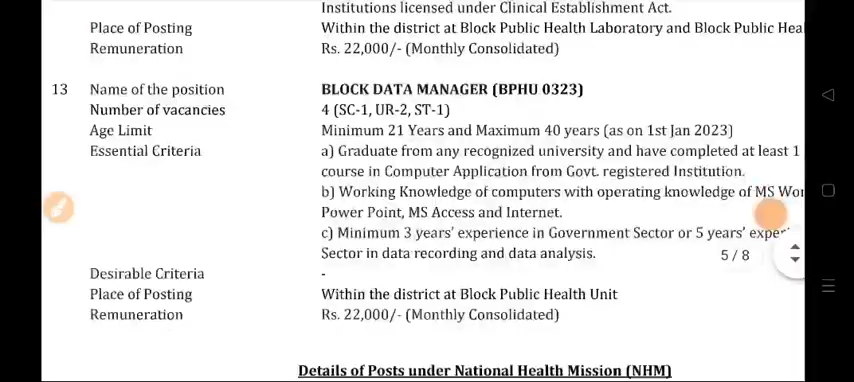 Institutions licensed under Clinical Establishment Act.
Place of Posting Within the district at Block Public Health Laboratory and Block Public Hea
Remuneration Rs. 22,000/- (Monthly Consolidated)
13 Name of the position BLOCK DATA MANAGER (BPHU 0323)
Number of vacancies 4 (SC-1, UR-2, ST-1)
Age Limit Minimum 21 Years and Maximum 40 years (as on 1st Jan 2023)
Essential Criteria a) Graduate from any recognized university and have completed at least 1
course in Computer Application from Govt. registered Institution.
b) Working Knowledge of computers with operating knowledge of MS Wor
Power Point, MS Access and Internet.
c) Minimum 3 years' experience in Government Sector or 5 years' exper
Sector in data recording and data analysis.
5 / 8
Desirable Criteria -
Place of Posting Within the district at Block Public Health Unit
Remuneration Rs. 22,000/- (Monthly Consolidated)
Details of Posts under National Health Mission (NHM)